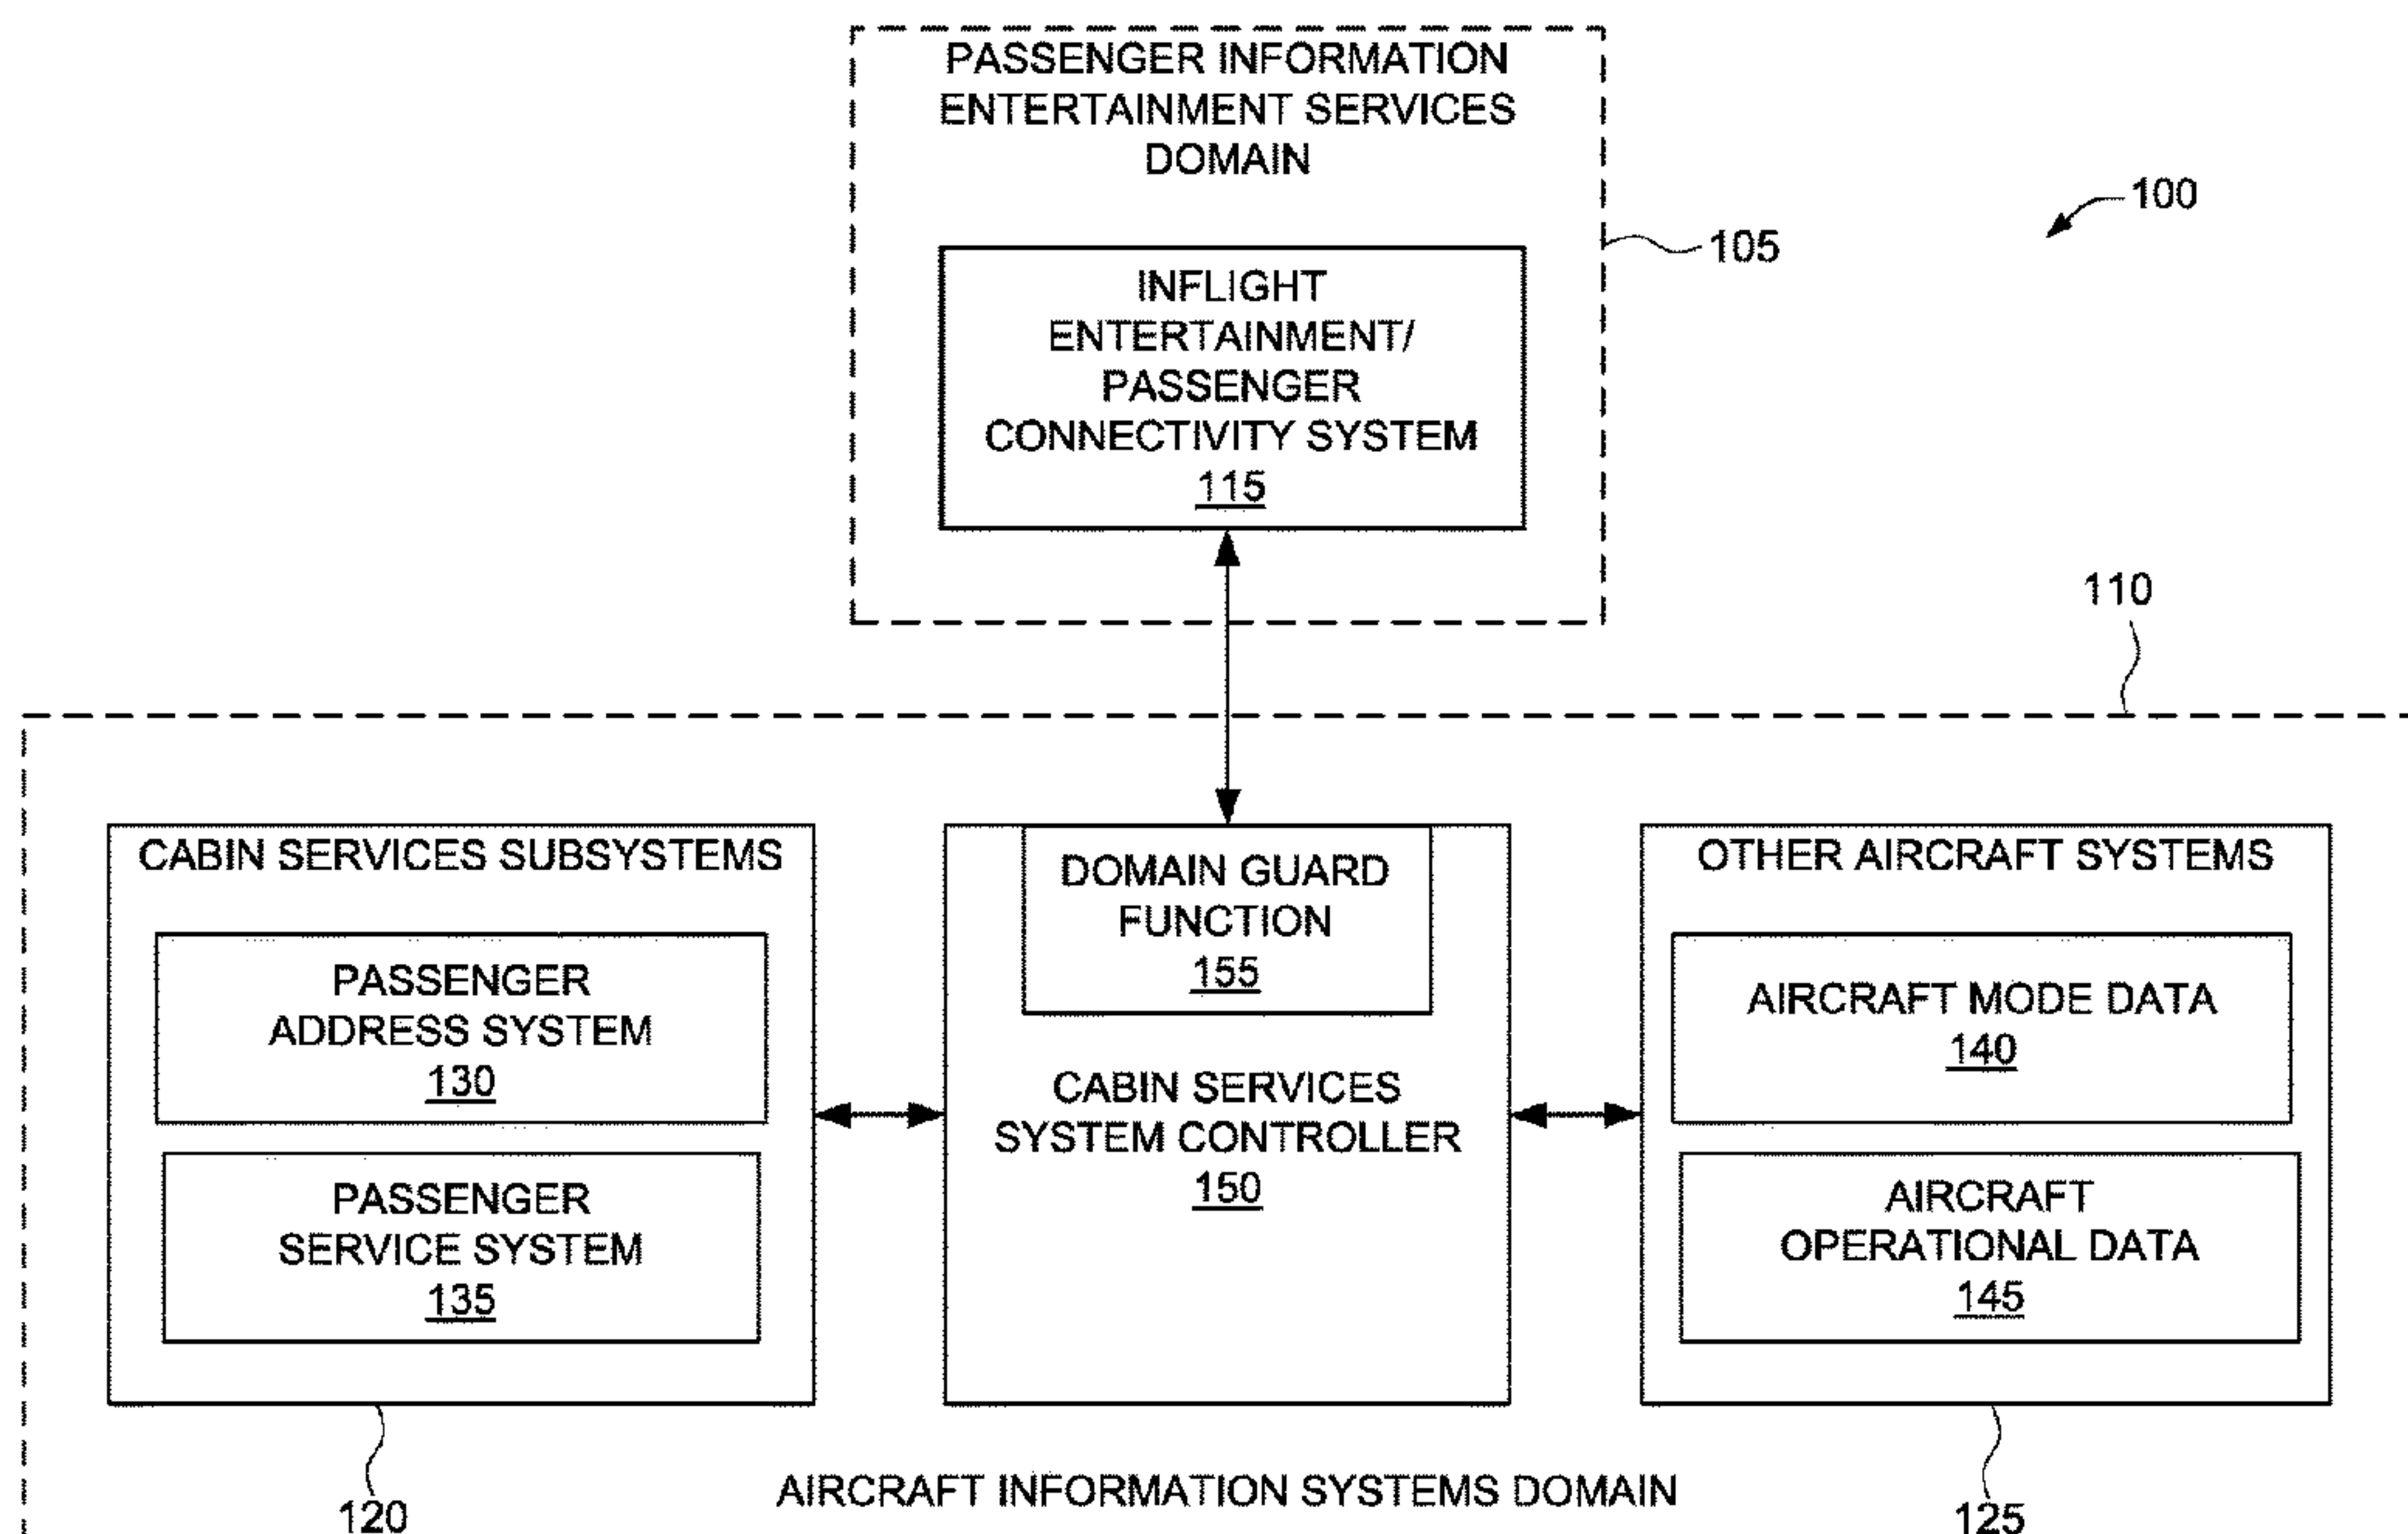 PASSENGER INFORMATION
ENTERTAINMENT SERVICES
DOMAIN
100
105
INFLIGHT
ENTERTAINMENT/
PASSENGER
CONNECTIVITY SYSTEM
115
110
CABIN SERVICES SUBSYSTEMS
PASSENGER
ADDRESS SYSTEM
130
PASSENGER
SERVICE SYSTEM
135
120
DOMAIN GUARD
FUNCTION
155
CABIN SERVICES
SYSTEM CONTROLLER
150
OTHER AIRCRAFT SYSTEMS
AIRCRAFT MODE DATA
140
AIRCRAFT
OPERATIONAL DATA
145
125
AIRCRAFT INFORMATION SYSTEMS DOMAIN